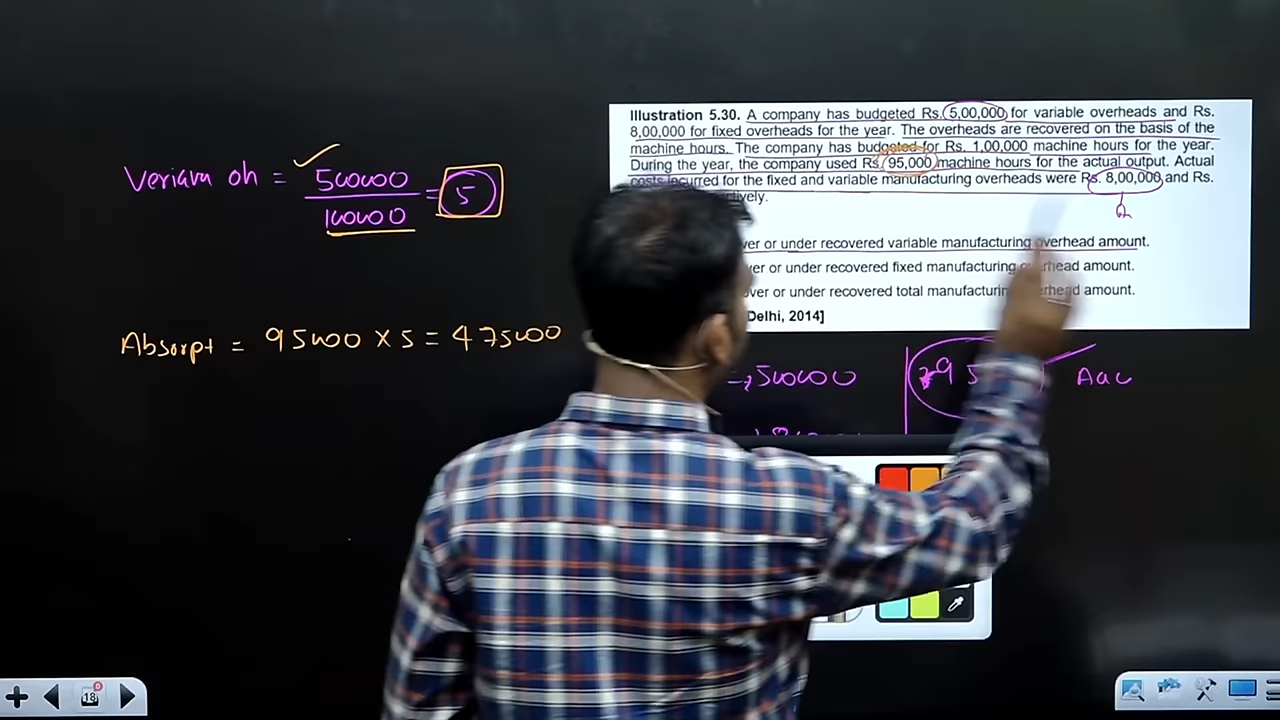 Illustration 5.30. A company has budgeted Rs. 5,00,000 for variable overheads and Rs.
8,00,000 for fixed overheads for the year. The overheads are recovered on the basis of the
machine hours. The company has budgeted for Rs. 1,00,000 machine hours for the year.
During the year, the company used Rs 95,000 machine hours for the actual output. Actual
costs incurred for the fixed and variable manufacturing overheads were Rs. 8,00,000 and Rs.
or under recovered variable manufacturing overhead amount.
or under recovered fixed manufacturing overhead amount.
or under recovered total manufacturing overhead amount.
Delhi, 2014]
oh = 500000 / 100000 = 5
Absorpt = 95000 × 5 = 475000
= 500000
18